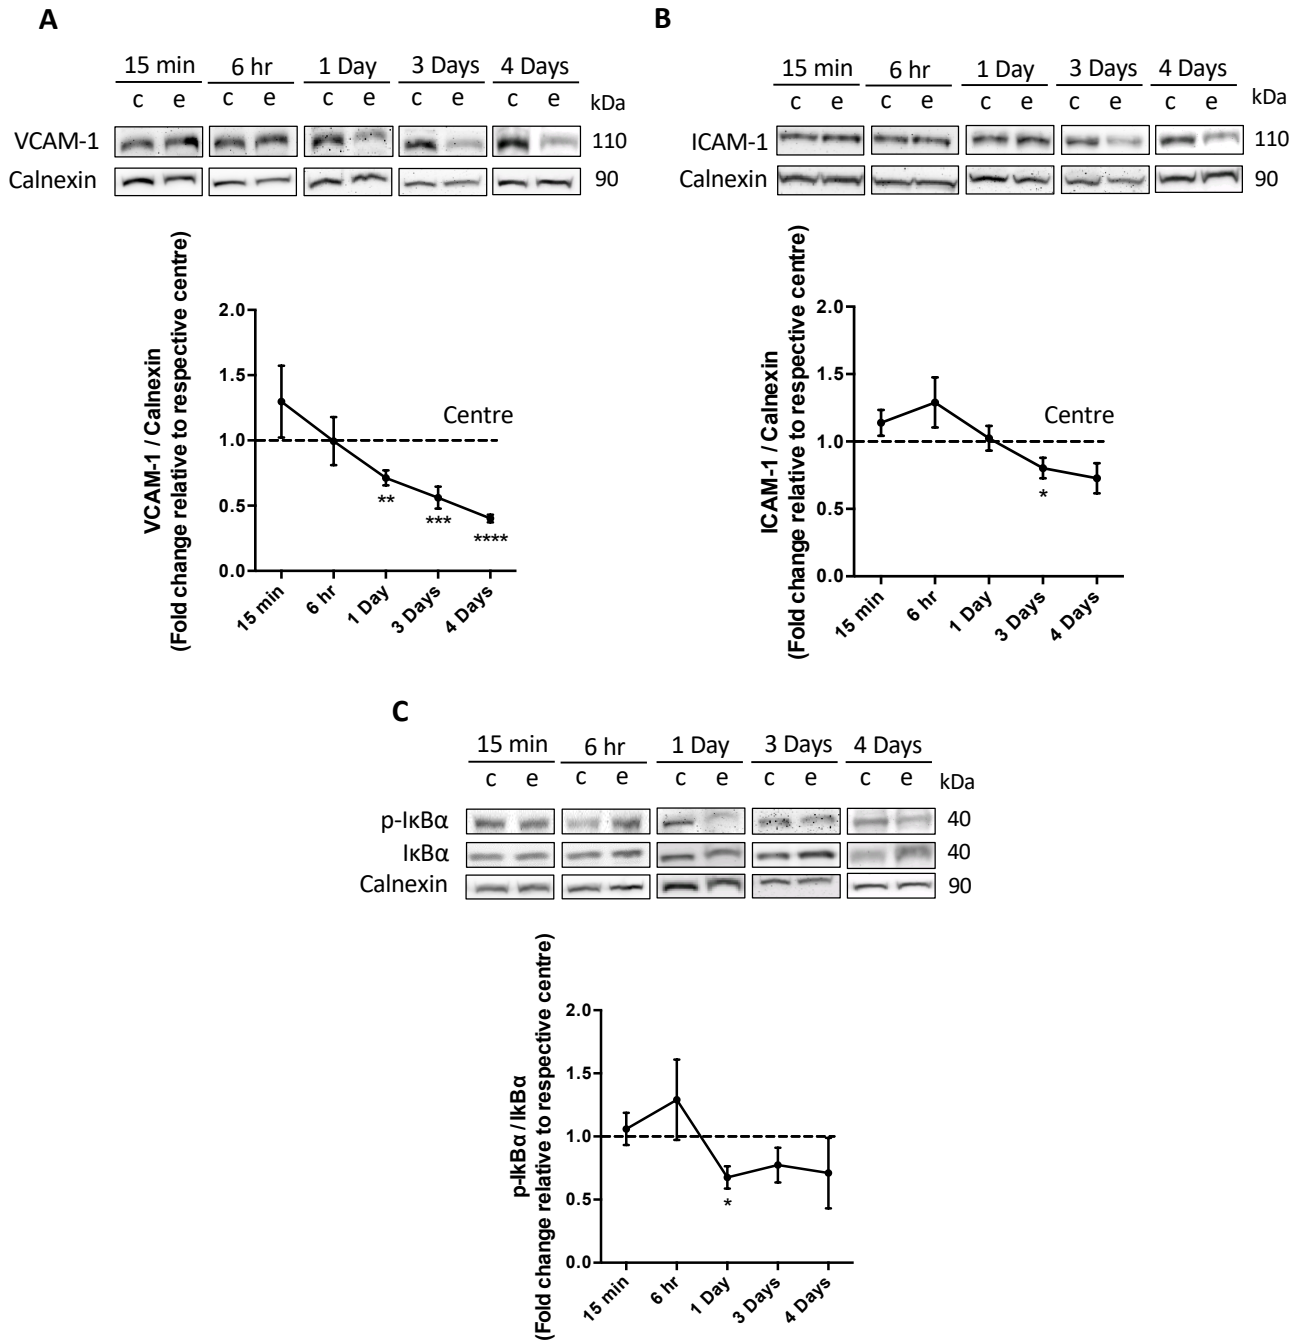 A
15 min 6 hr 1 Day 3 Days 4 Days
c e c e c e c e c e kDa
VCAM-1 110
Calnexin 90
VCAM-1 / Calnexin
(Fold change relative to respective centre)
2.0
1.5
Centre
1.0
**
0.5
***
****
0.0
15 min 6 hr 1 Day 3 Days 4 Days
B
15 min 6 hr 1 Day 3 Days 4 Days
c e c e c e c e c e kDa
ICAM-1 110
Calnexin 90
ICAM-1 / Calnexin
(Fold change relative to respective centre)
2.0
1.5
Centre
1.0
*
0.5
0.0
15 min 6 hr 1 Day 3 Days 4 Days
C
15 min 6 hr 1 Day 3 Days 4 Days
c e c e c e c e c e kDa
p-IκBα 40
IκBα 40
Calnexin 90
p-IkBα / IkBα
(Fold change relative to respective centre)
2.0
1.5
1.0
0.5
*
0.0
15 min 6 hr 1 Day 3 Days 4 Days